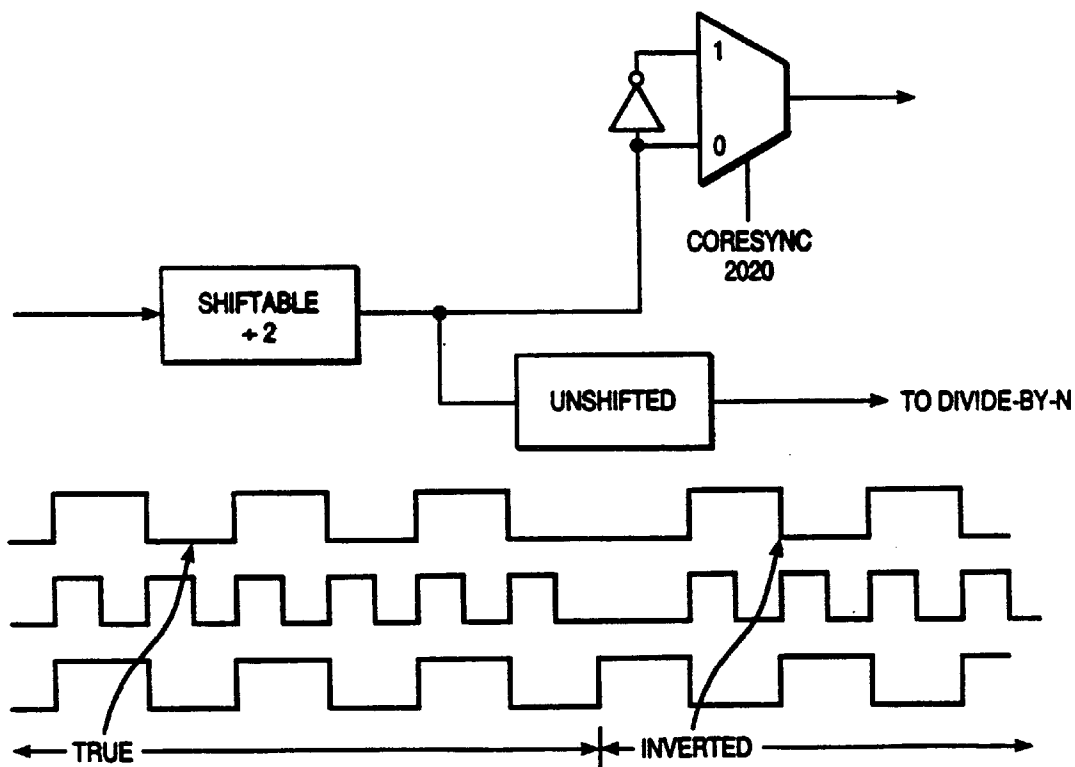 1
0
CORESYNC
2020
SHIFTABLE
÷ 2
UNSHIFTED
TO DIVIDE-BY-N
TRUE
INVERTED